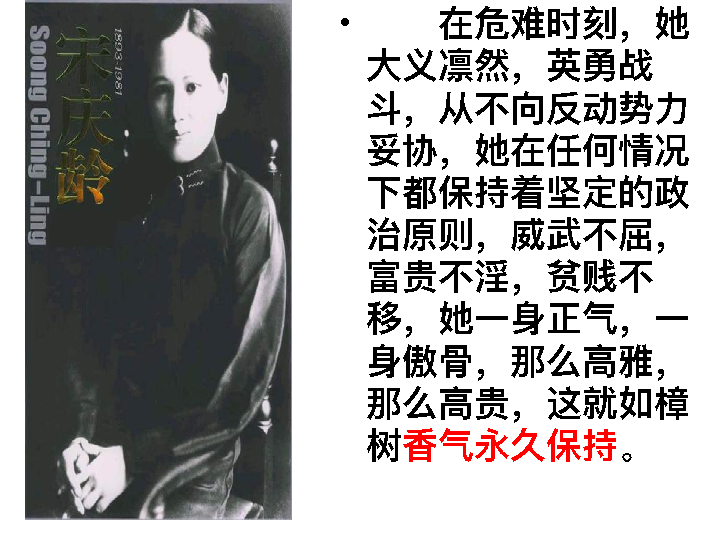 宋庆龄
1893-1981
Soong Ching-Ling
• 在危难时刻，她
大义凛然，英勇战
斗，从不向反动势力
妥协，她在任何情况
下都保持着坚定的政
治原则，威武不屈，
富贵不淫，贫贱不
移，她一身正气，一
身傲骨，那么高雅，
那么高贵，这就如樟
树香气永久保持。